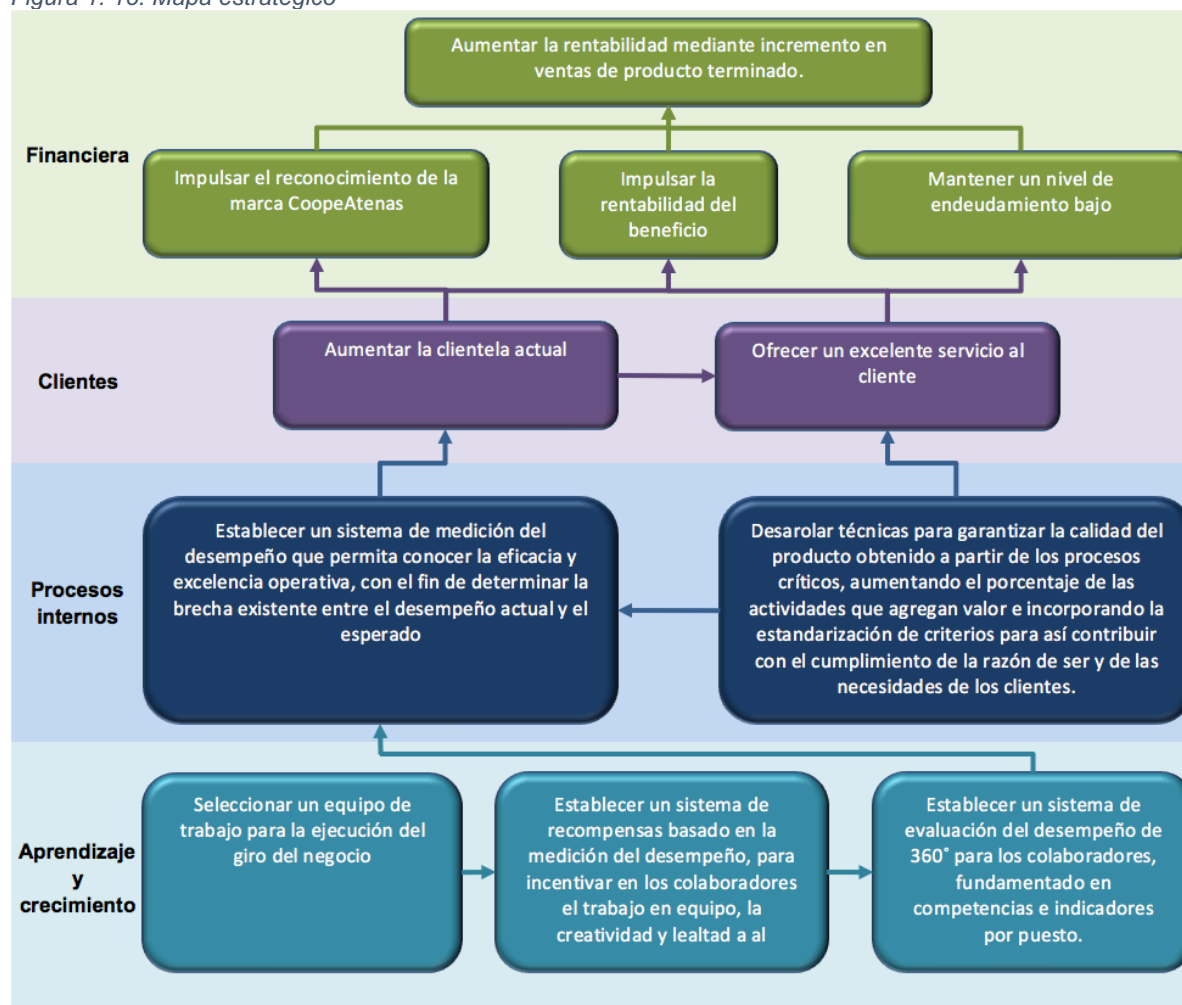 Figura 1. 10. Mapa estratégico
Aumentar la rentabilidad mediante incremento en
ventas de producto terminado.
Financiera
Impulsar el reconocimiento de la
marca CoopeAtenas
Impulsar la
rentabilidad del
beneficio
Mantener un nivel de
endeudamiento bajo
Clientes
Aumentar la clientela actual
Ofrecer un excelente servicio al
cliente
Procesos
internos
Establecer un sistema de medición del
desempeño que permita conocer la eficacia y
excelencia operativa, con el fin de determinar la
brecha existente entre el desempeño actual y el
esperado
Desarolar técnicas para garantizar la calidad del
producto obtenido a partir de los procesos
críticos, aumentando el porcentaje de las
actividades que agregan valor e incorporando la
estandarización de criterios para así contribuir
con el cumplimiento de la razón de ser y de las
necesidades de los clientes.
Aprendizaje
y
crecimiento
Seleccionar un equipo de
trabajo para la ejecución del
giro del negocio
Establecer un sistema de
recompensas basado en la
medición del desempeño, para
incentivar en los colaboradores
el trabajo en equipo, la
creatividad y lealtad a al
Establecer un sistema de
evaluación del desempeño de
360˚ para los colaboradores,
fundamentado en
competencias e indicadores
por puesto.